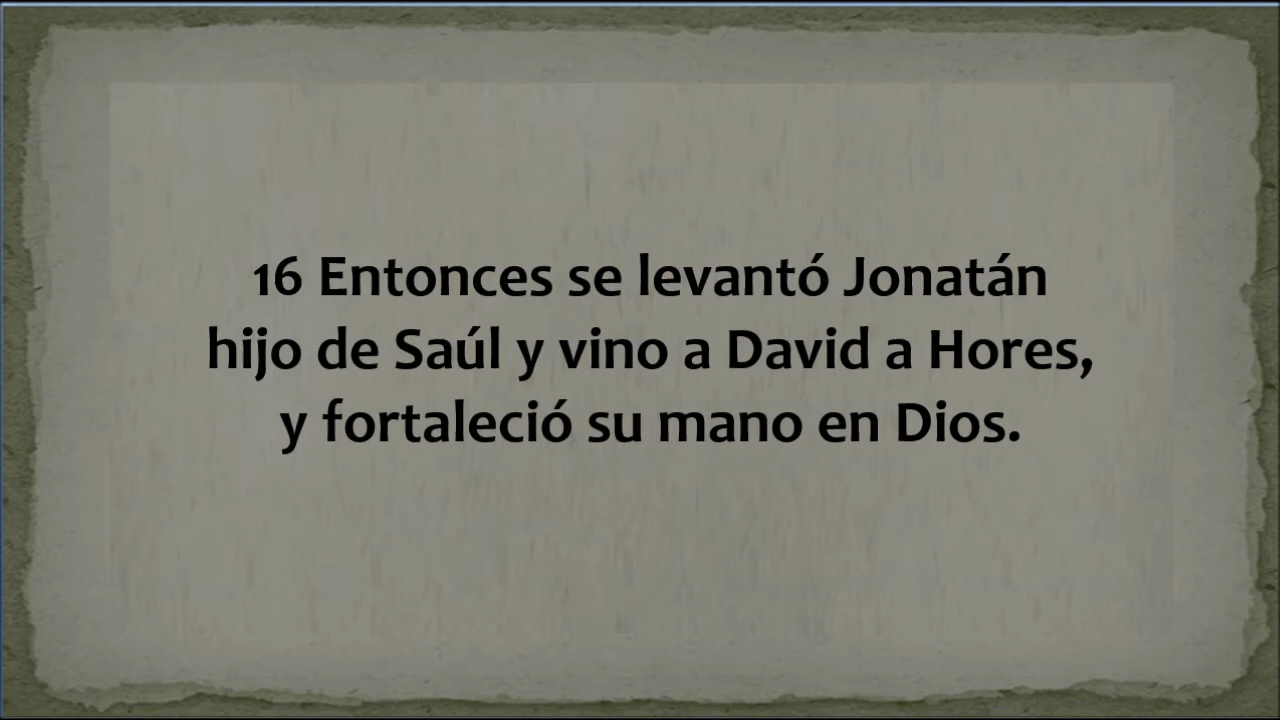 16 Entonces se levantó Jonatán
hijo de Saúl y vino a David a Hores,
y fortaleció su mano en Dios.